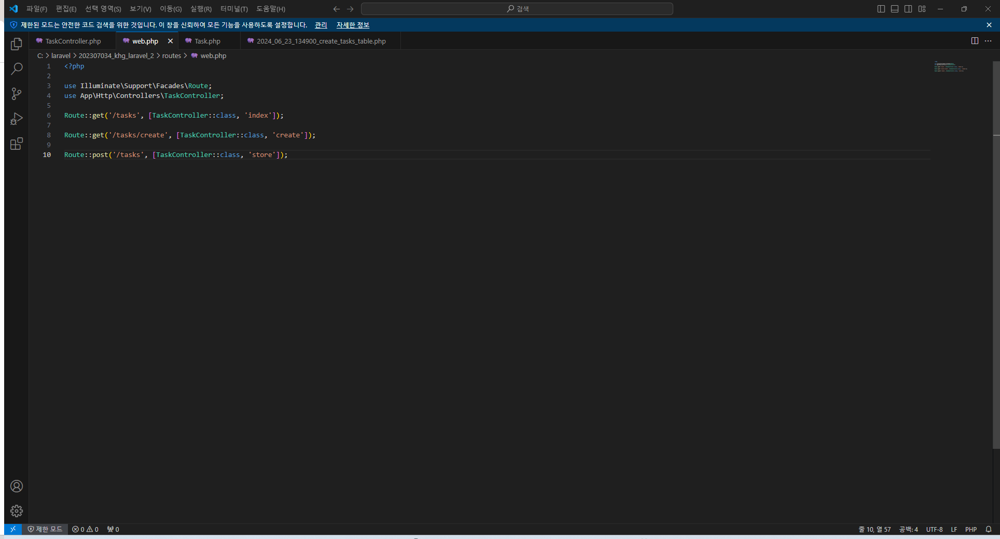 파일(F) 편집(E) 선택 영역(S) 보기(V) 이동(G) 실행(R) 터미널(T) 도움말(H) 검색
제한된 모드는 안전한 코드 검색을 위한 것입니다. 이 창을 신뢰하여 모든 기능을 사용하도록 설정합니다. 관리 자세한 정보
TaskController.php web.php Task.php 2024_06_23_134900_create_tasks_table.php
C: > laravel > 202307034_khg_laravel_2 > routes > web.php
1 <?php
2
3 use Illuminate\Support\Facades\Route;
4 use App\Http\Controllers\TaskController;
5
6 Route::get('/tasks', [TaskController::class, 'index']);
7
8 Route::get('/tasks/create', [TaskController::class, 'create']);
9
10 Route::post('/tasks', [TaskController::class, 'store']);
제한 모드 0 0 0 줄 10, 열 57 공백: 4 UTF-8 LF PHP